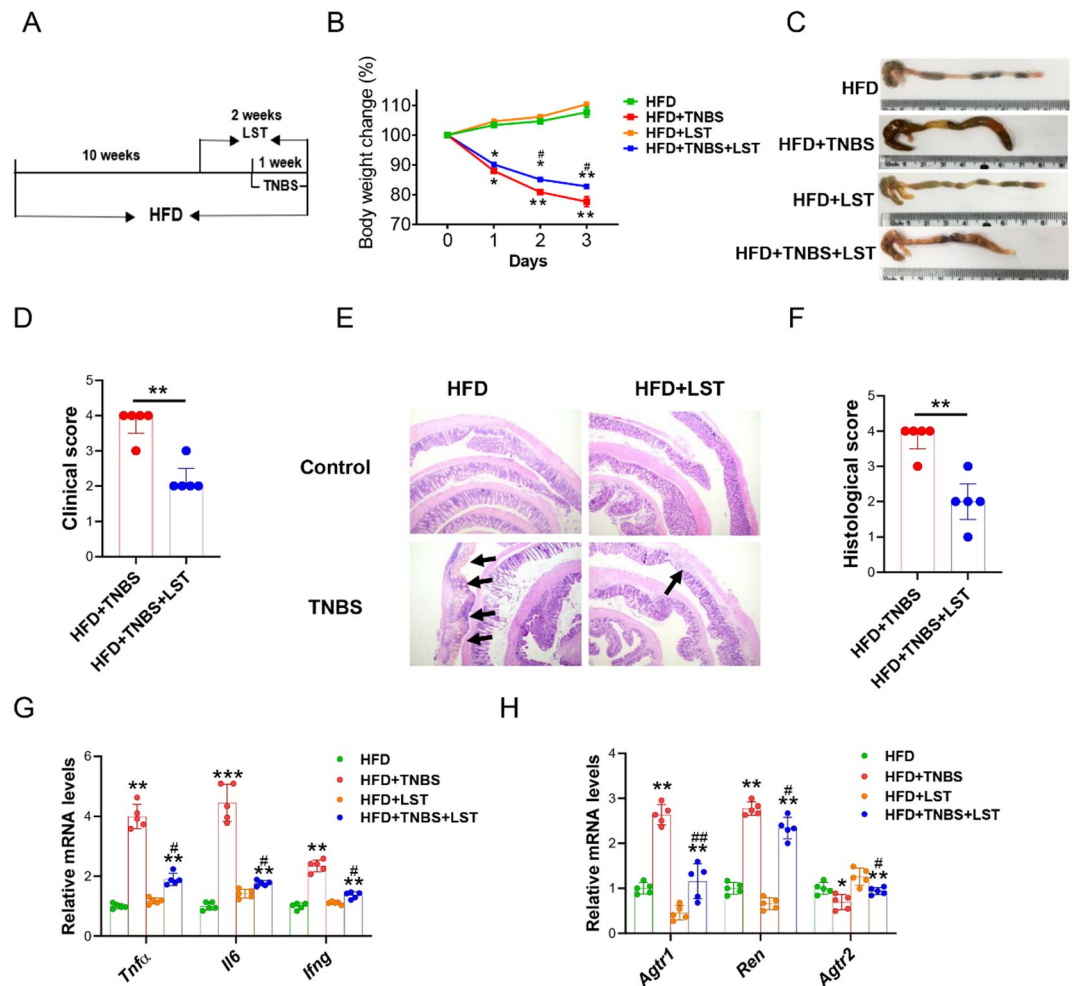 A
2 weeks
LST
10 weeks
1 week
TNBS
HFD
B
Body weight change (%)
110
100
90
80
70
0
1
2
3
Days
HFD
HFD+TNBS
HFD+LST
HFD+TNBS+LST
*
*
#
*
**
#
**
**
C
HFD
HFD+TNBS
HFD+LST
HFD+TNBS+LST
D
Clinical score
5
4
3
2
1
0
**
HFD+TNBS
HFD+TNBS+LST
E
HFD
HFD+LST
Control
TNBS
F
Histological score
5
4
3
2
1
0
**
HFD+TNBS
HFD+TNBS+LST
G
Relative mRNA levels
6
4
2
0
**
#
**
***
#
**
**
#
**
HFD
HFD+TNBS
HFD+LST
HFD+TNBS+LST
Tnfα
Il6
Ifng
H
Relative mRNA levels
4
3
2
1
0
**
##
**
**
#
**
*
#
**
HFD
HFD+TNBS
HFD+LST
HFD+TNBS+LST
Agtr1
Ren
Agtr2